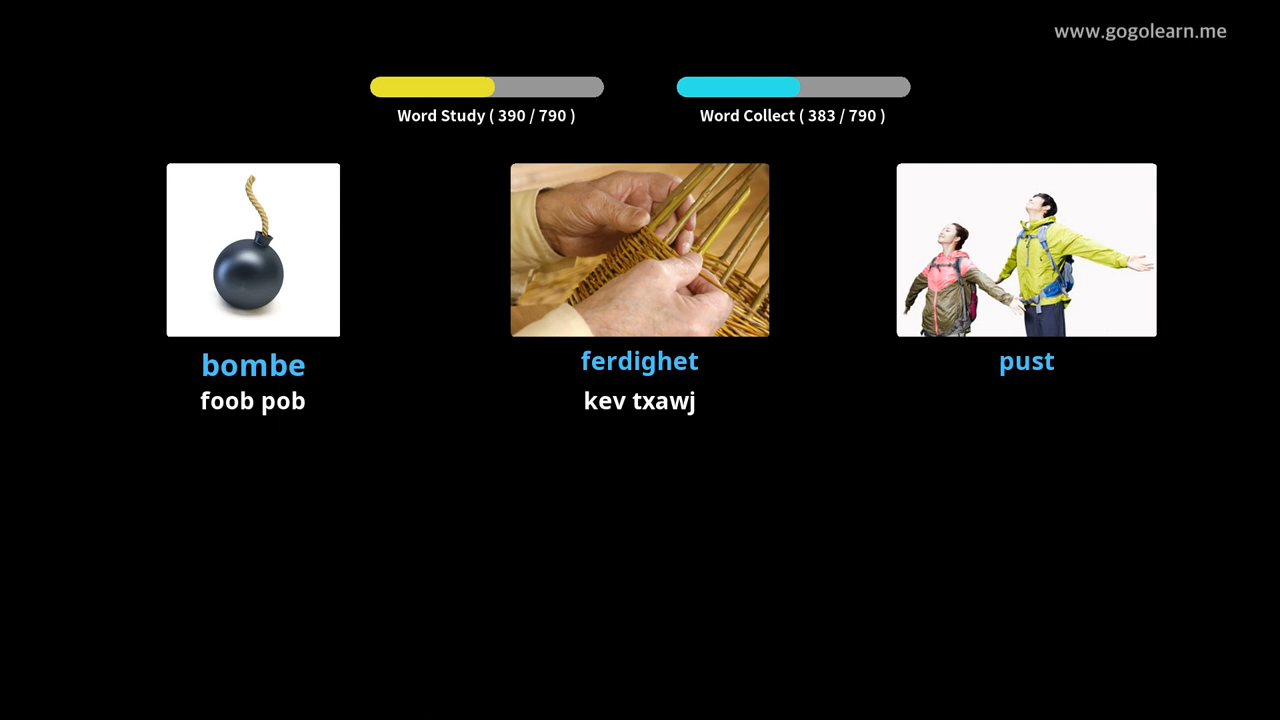 www.gogolearn.me
Word Study ( 390 / 790 )
Word Collect ( 383 / 790 )
bombe
foob pob
ferdighet
kev txawj
pust